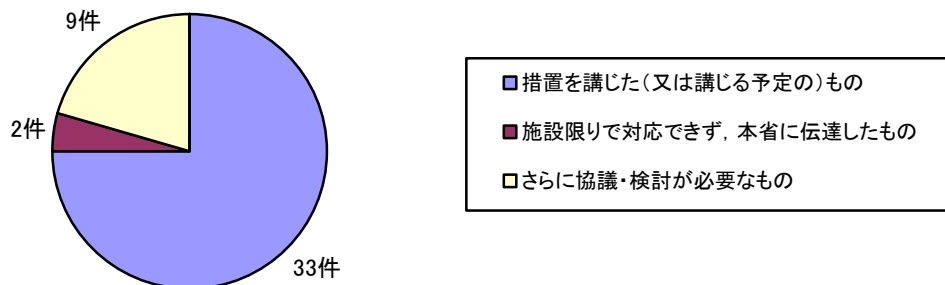 9件
2件
33件
措置を講じた(又は講じる予定の)もの
施設限りで対応できず，本省に伝達したもの
さらに協議・検討が必要なもの